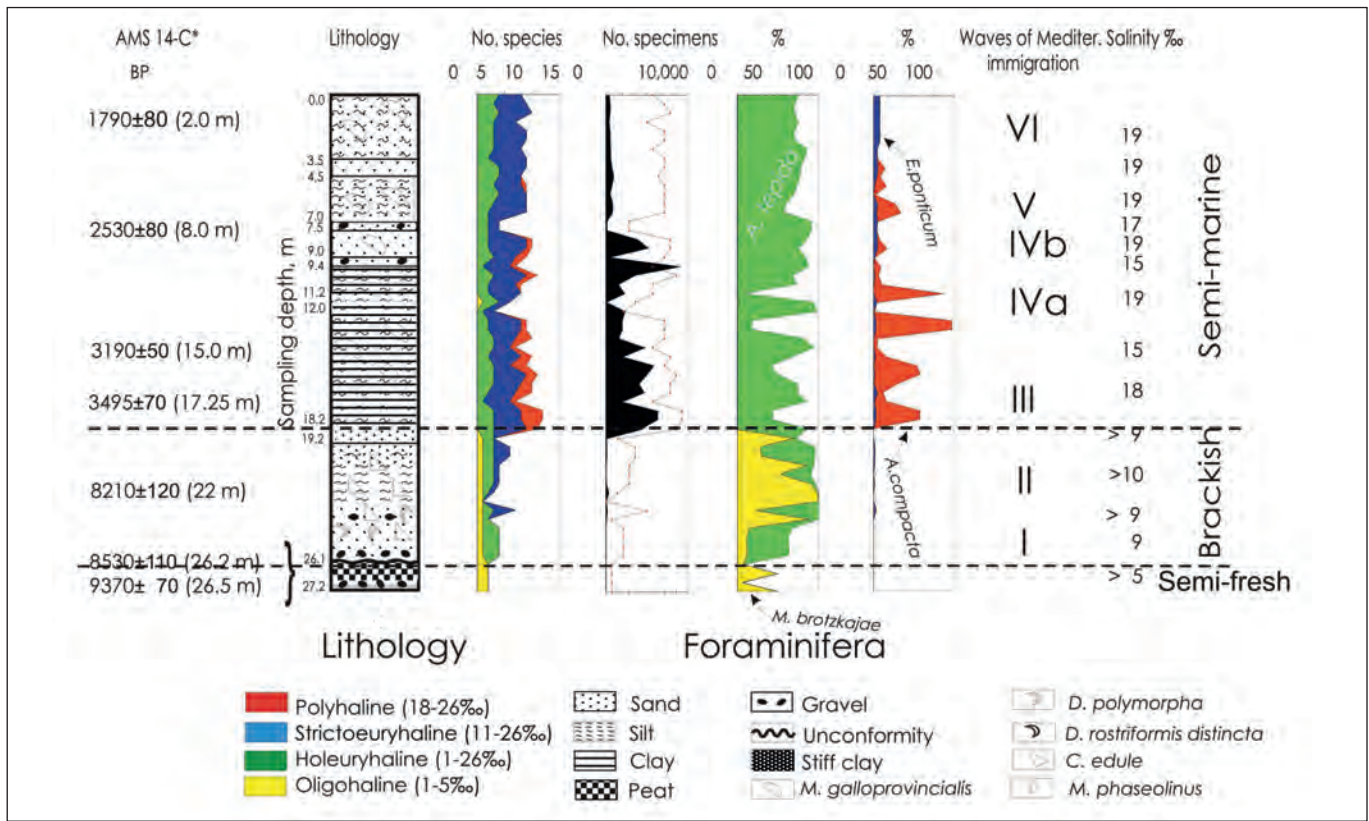 AMS 14-C* Lithology No. species No. specimens % % Waves of Mediter. Salinity ‰
BP immigration
0 5 10 15 0 10,000 0 50 100 0 50 100
Sampling depth, m
0.0
1790±80 (2.0 m) VI 19
3.5 19
4.5
A. tepida
E.ponticum
V 19
7.9 17
2530±80 (8.0 m) 7.5 IVb 19
9.0
9.4 15
11.2 IVa 19
12.0
3190±50 (15.0 m) 15
3495±70 (17.25 m) III 18
18.2
Semi-marine
19.2 > 9
A.compacta
8210±120 (22 m) II >10
> 9
I 9
Brackish
8530±110 (26.2 m) 26.1
9370± 70 (26.5 m) 27.2 > 5 Semi-fresh
M. brotzkajae
Lithology Foraminifera
Polyhaline (18-26‰) Sand Gravel D. polymorpha
Strictoeuryhaline (11-26‰) Silt Unconformity D. rostriformis distincta
Holeuryhaline (1-26‰) Clay Stiff clay C. edule
Oligohaline (1-5‰) Peat M. galloprovincialis M. phaseolinus